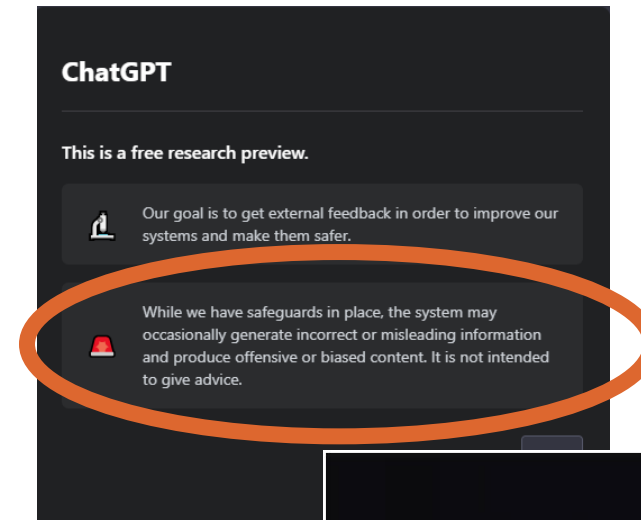 ChatGPT
This is a free research preview.
Our goal is to get external feedback in order to improve our
systems and make them safer.
While we have safeguards in place, the system may
occasionally generate incorrect or misleading information
and produce offensive or biased content. It is not intended
to give advice.